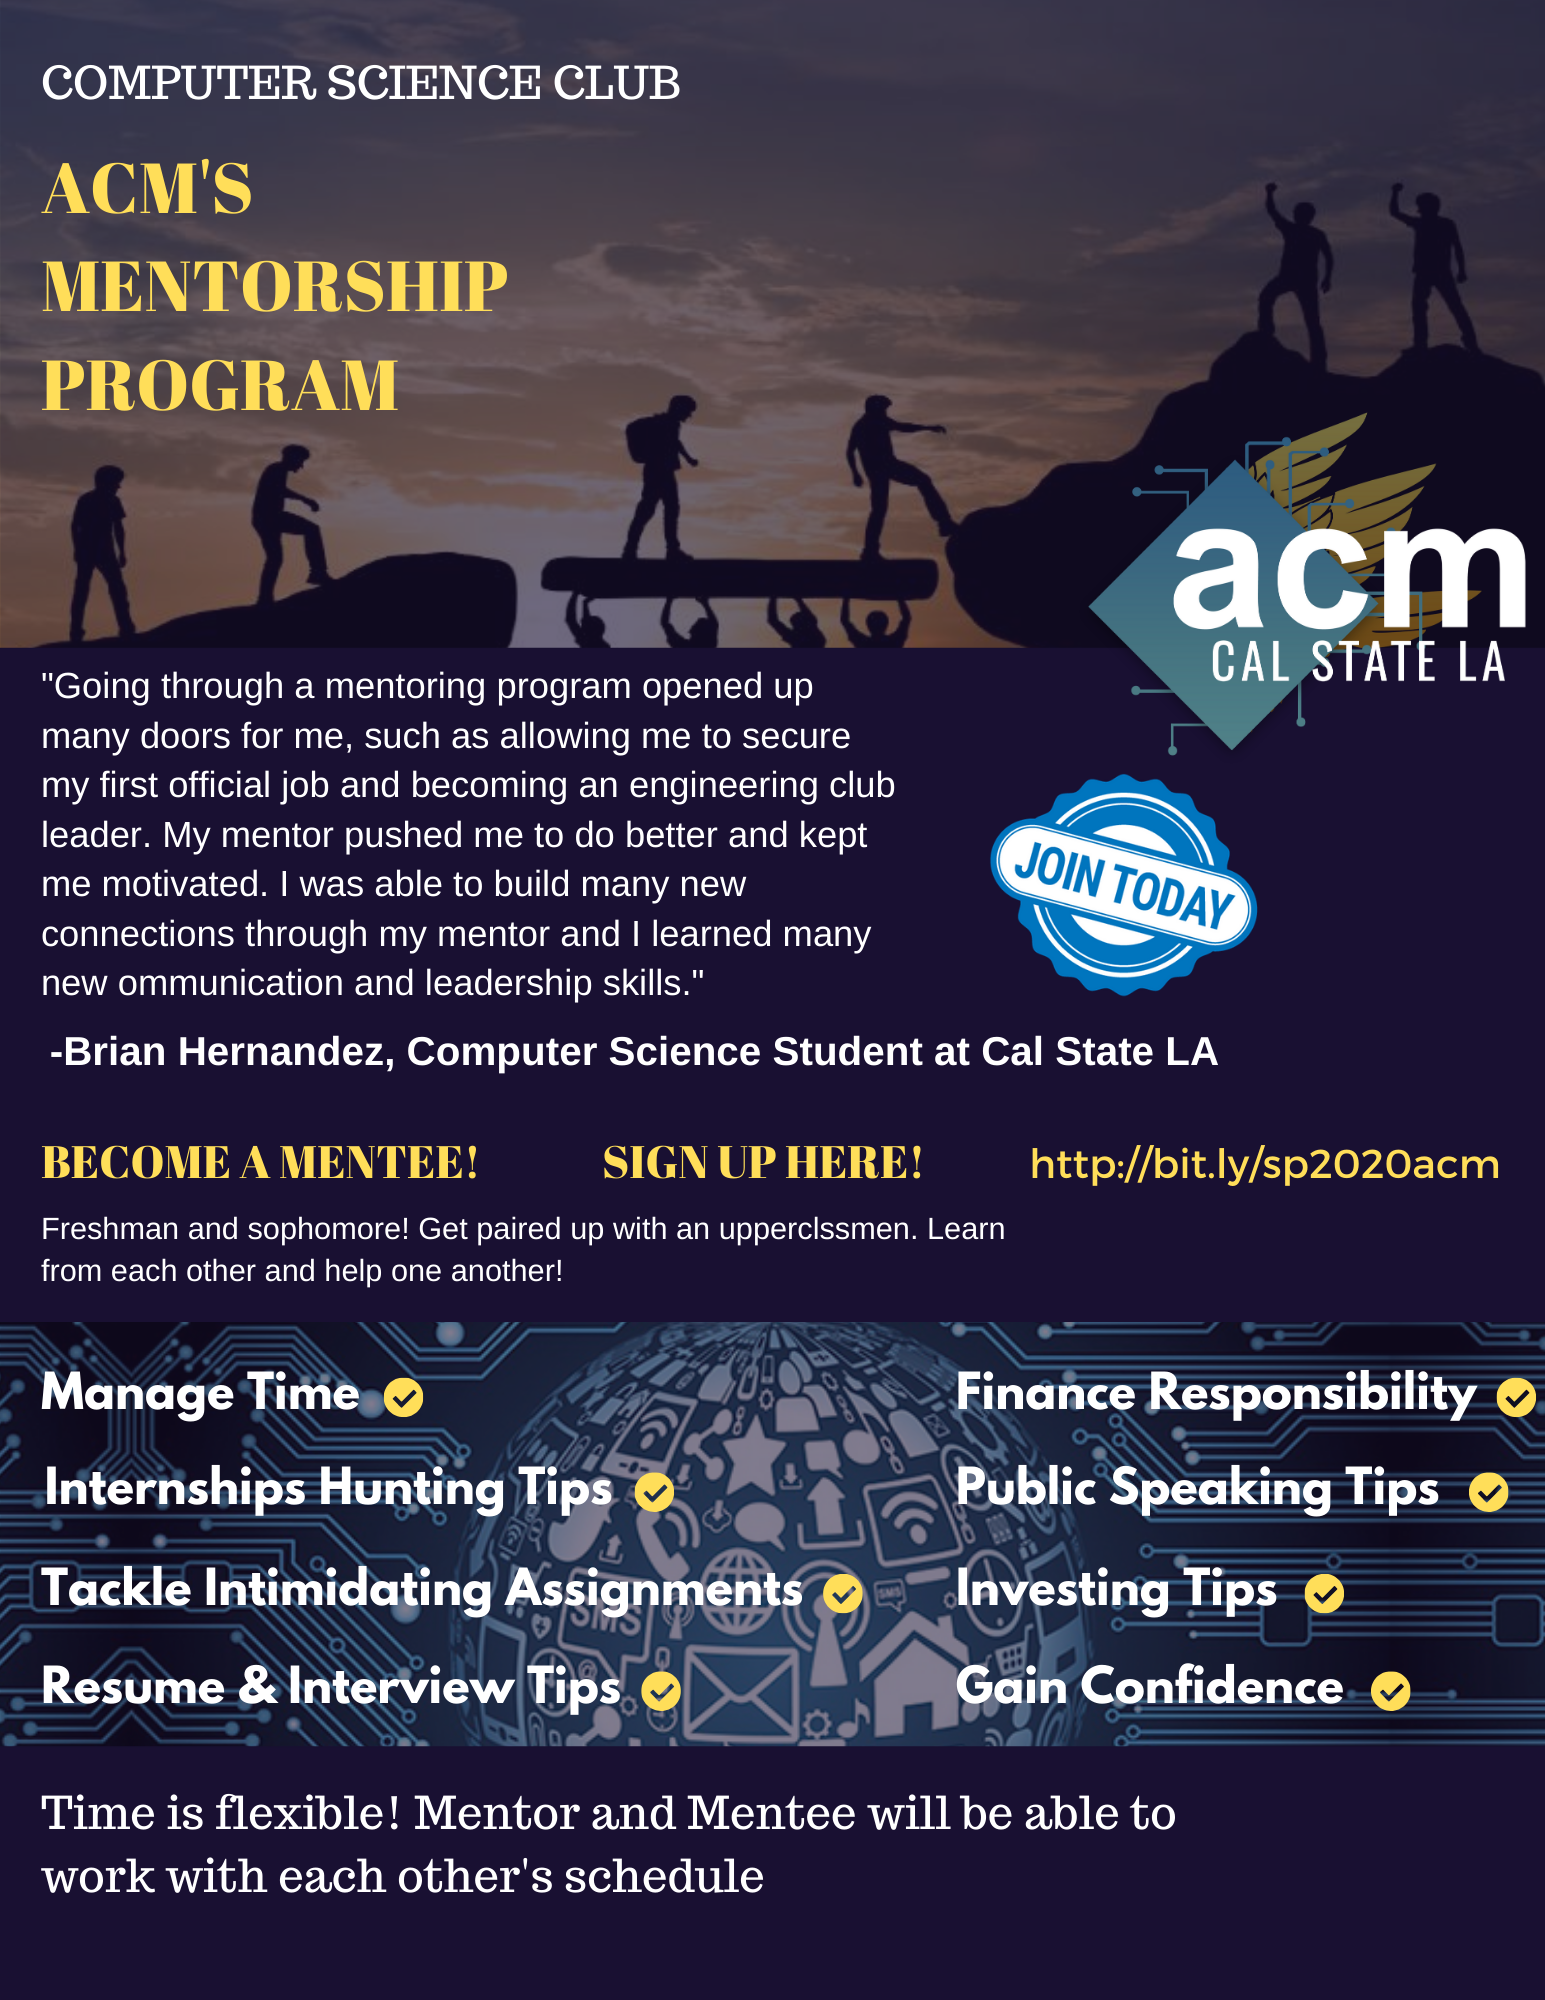 COMPUTER SCIENCE CLUB
ACM'S
MENTORSHIP
PROGRAM
acm
CAL STATE LA
"Going through a mentoring program opened up
many doors for me, such as allowing me to secure
my first official job and becoming an engineering club
leader. My mentor pushed me to do better and kept
me motivated. I was able to build many new
connections through my mentor and I learned many
new ommunication and leadership skills."
JOIN TODAY
-Brian Hernandez, Computer Science Student at Cal State LA
BECOME A MENTEE! SIGN UP HERE! http://bit.ly/sp2020acm
Freshman and sophomore! Get paired up with an upperclssmen. Learn
from each other and help one another!
Manage Time
Internships Hunting Tips
Tackle Intimidating Assignments
Resume & Interview Tips
Finance Responsibility
Public Speaking Tips
Investing Tips
Gain Confidence
SMS
SMS
Time is flexible! Mentor and Mentee will be able to
work with each other's schedule